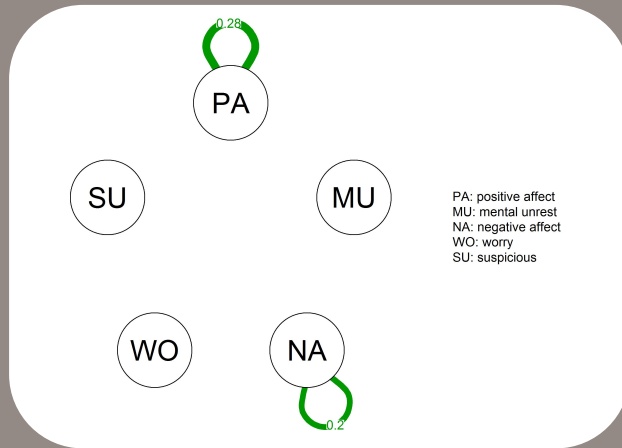 0.28
PA
SU
MU
PA: positive affect
MU: mental unrest
NA: negative affect
WO: worry
SU: suspicious
WO
NA
0.2